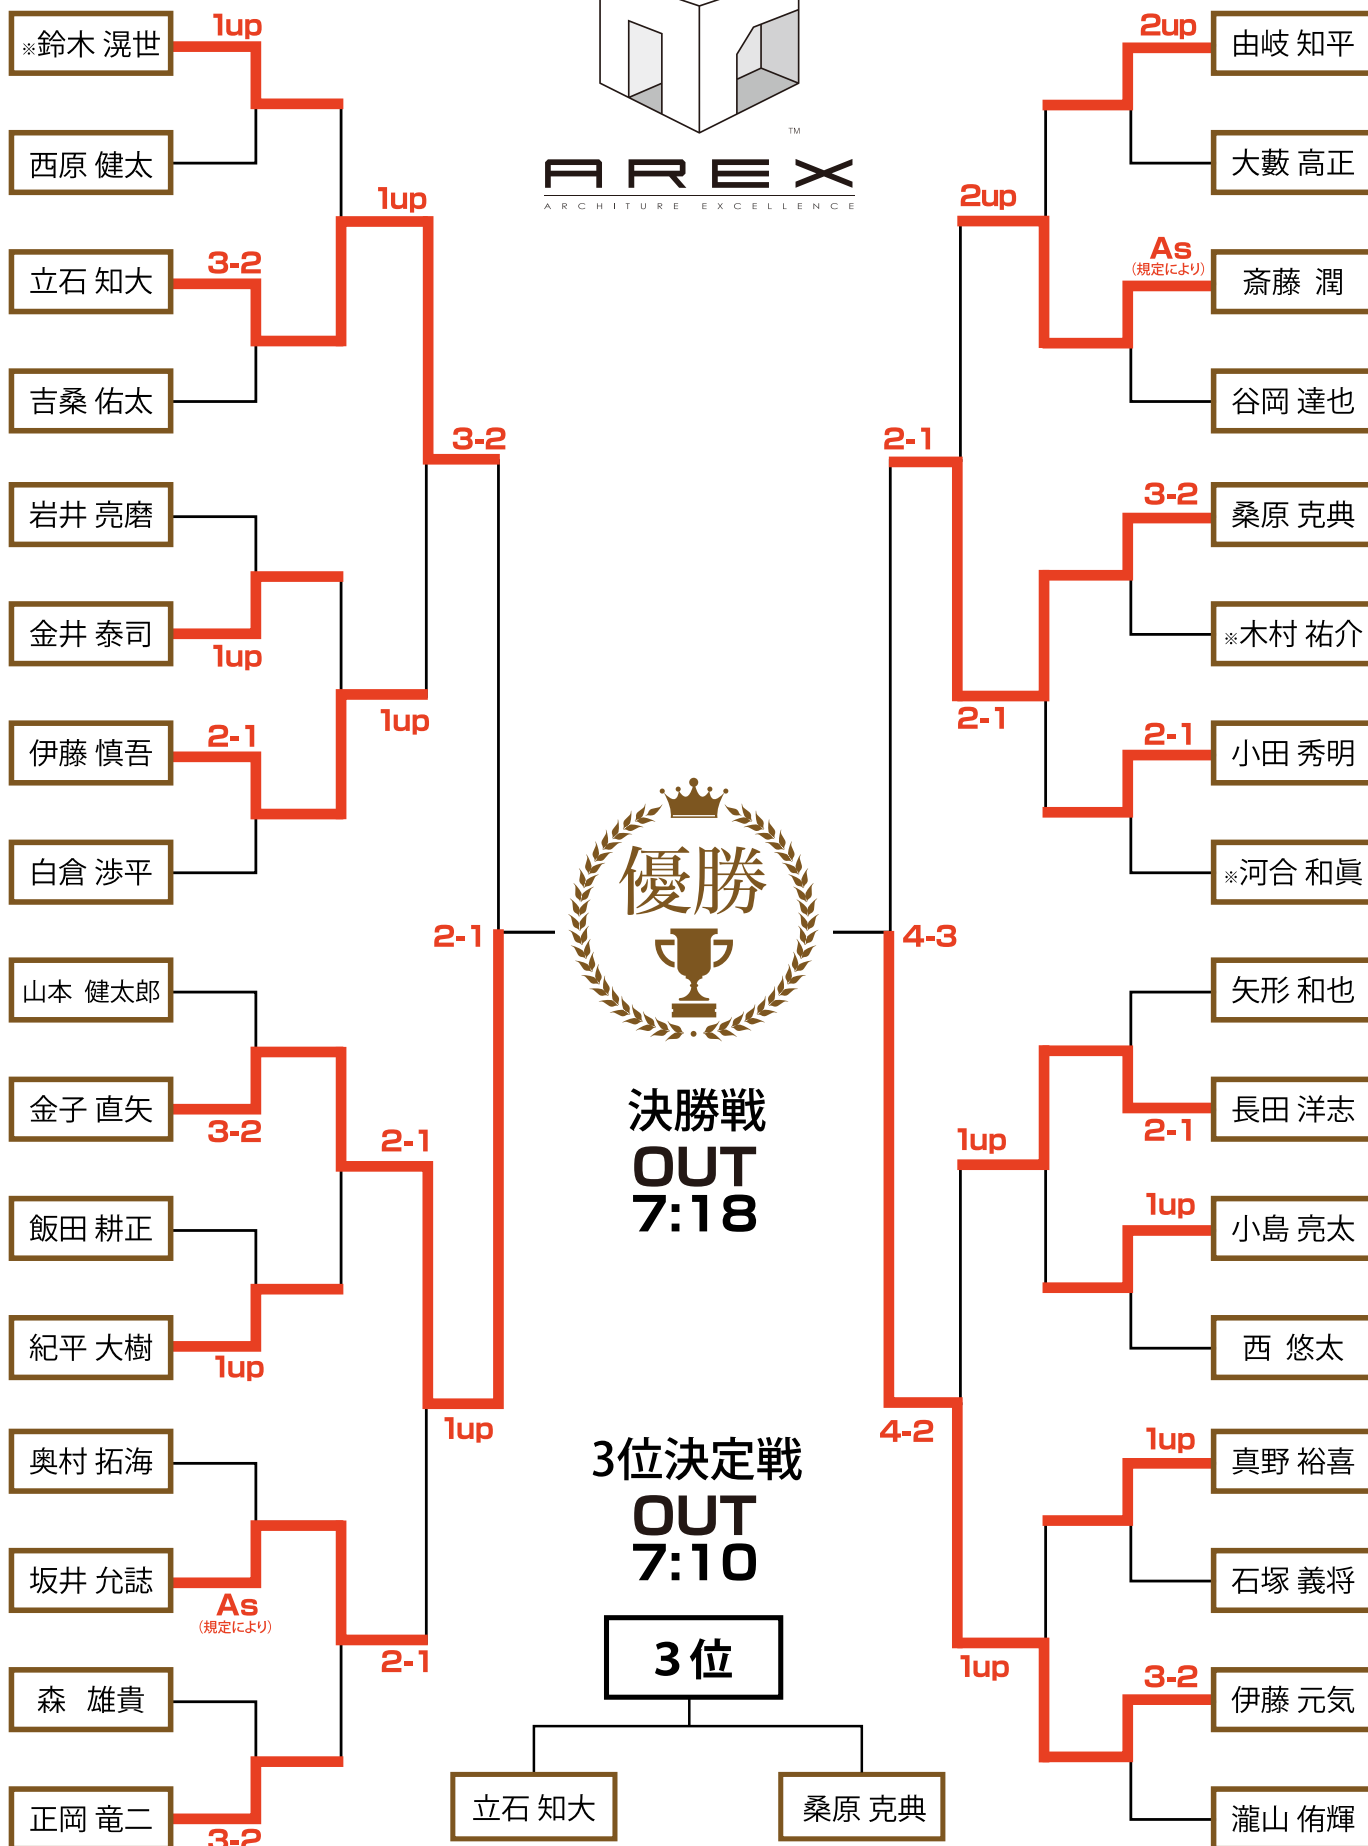 ※鈴木 滉世
1up
西原 健太
立石 知大
3-2
1up
吉桑 佑太
3-2
岩井 亮磨
金井 泰司
1up
伊藤 慎吾
2-1
1up
白倉 渉平
2-1
山本 健太郎
金子 直矢
3-2
2-1
飯田 耕正
紀平 大樹
1up
1up
奥村 拓海
坂井 允誌
As
(規定により)
2-1
森 雄貴
正岡 竜二
3-2
TM
AREX
ARCHITURE EXCELLENCE
優勝
決勝戦
OUT
7:18
3位決定戦
OUT
7:10
3位
立石 知大
桑原 克典
2up
由岐 知平
大藪 高正
2up
As
(規定により)
斎藤 潤
谷岡 達也
2-1
3-2
桑原 克典
※木村 祐介
2-1
2-1
小田 秀明
※河合 和眞
4-3
矢形 和也
長田 洋志
2-1
1up
1up
小島 亮太
西 悠太
4-2
1up
真野 裕喜
石塚 義将
1up
3-2
伊藤 元気
瀧山 侑輝